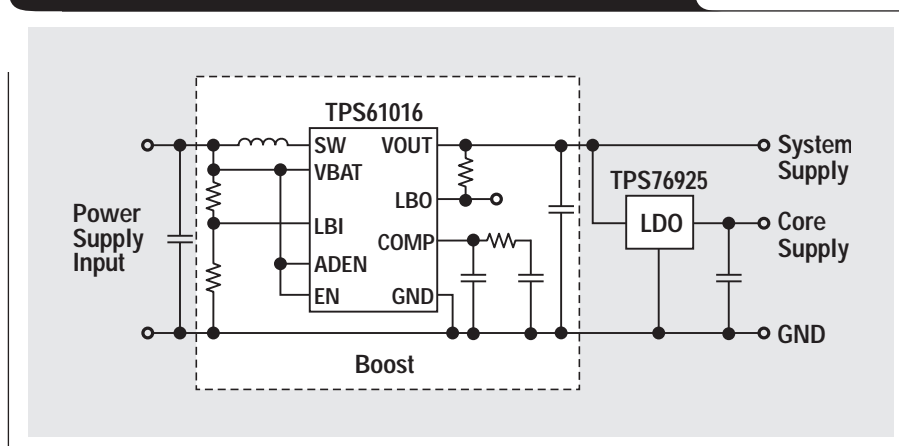 TPS61016
SW VOUT
VBAT
LBO
LBI
COMP
ADEN
EN GND
Boost
Power
Supply
Input
TPS76925
LDO
System
Supply
Core
Supply
GND